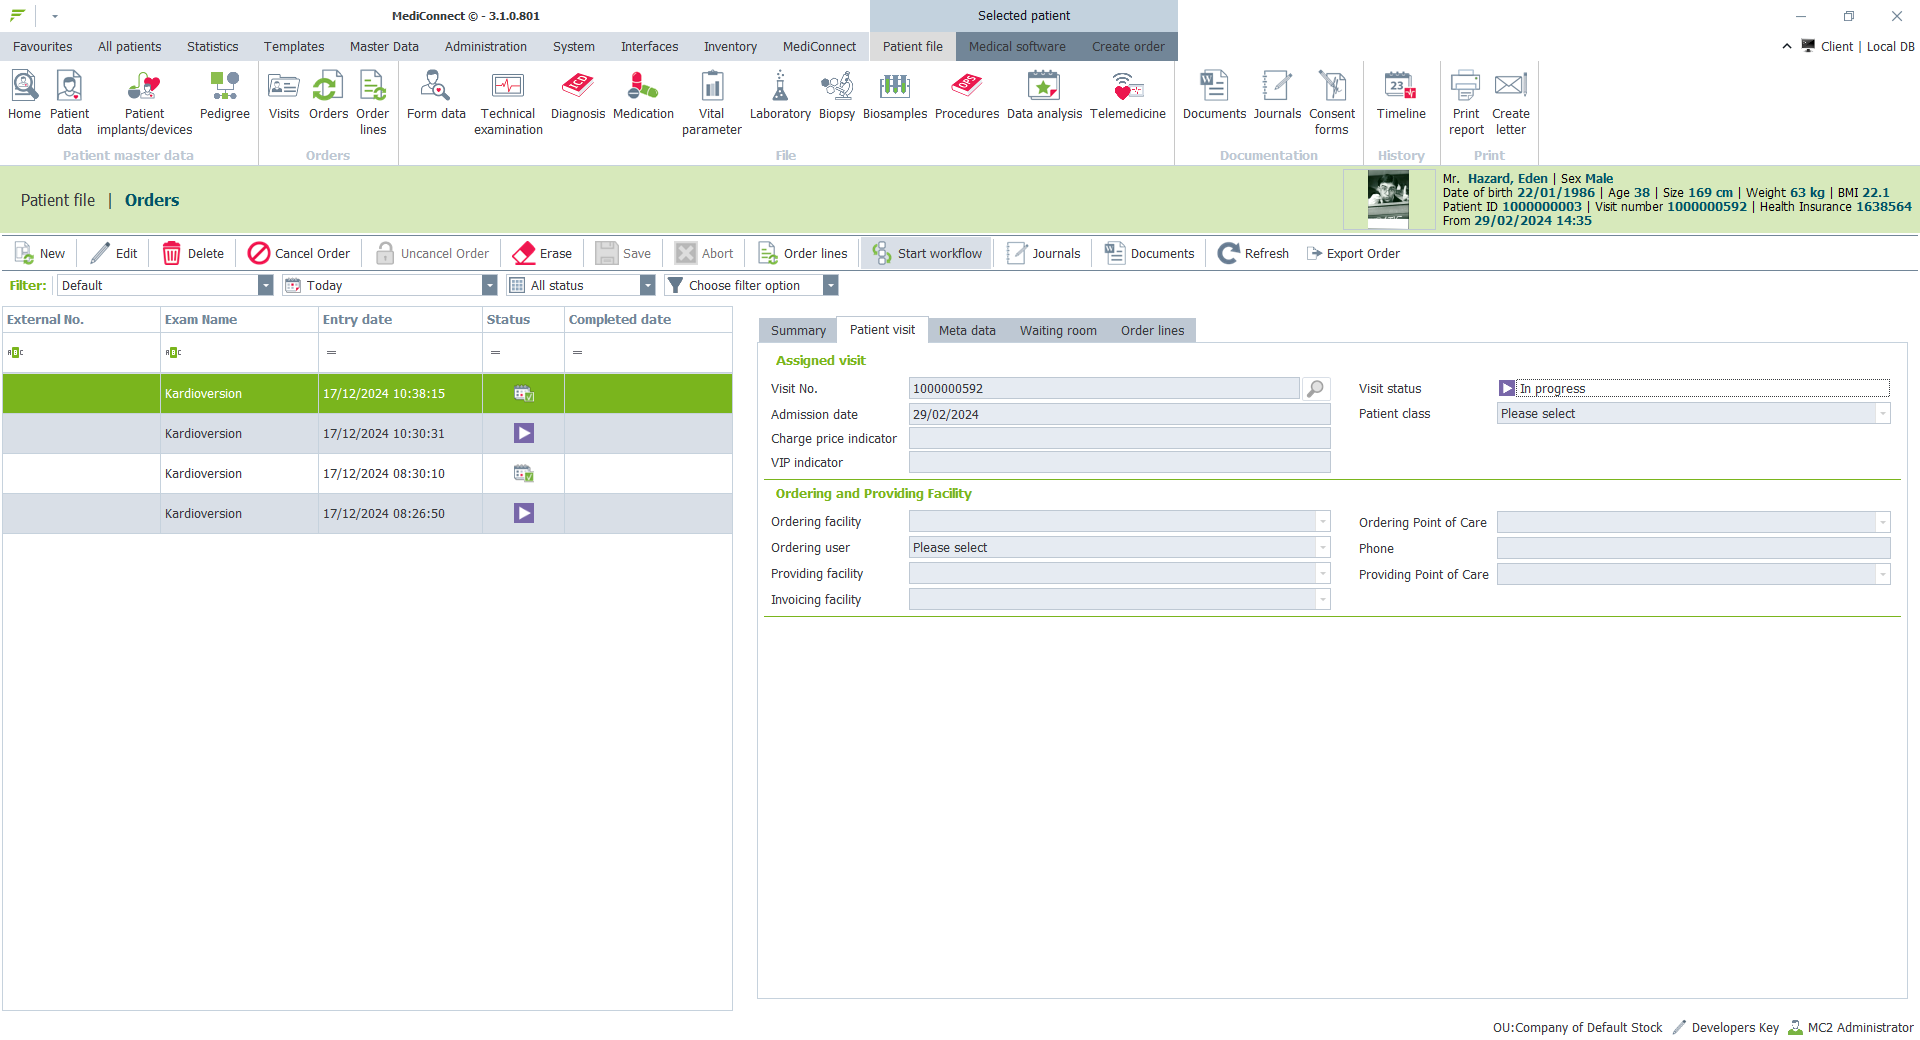 MediConnect © - 3.1.0.801
Selected patient
Favourites All patients Statistics Templates Master Data Administration System Interfaces Inventory MediConnect Patient file Medical software Create order
Client | Local DB
Home Patient data Patient implants/devices Pedigree Visits Orders Order lines Form data Technical examination Diagnosis Medication Vital parameter Laboratory Biopsy Biosamples Procedures Data analysis Telemedicine Documents Journals Consent forms Timeline Print report Create letter
Patient master data Orders File Documentation History Print
Patient file | Orders
Mr. Hazard, Eden | Sex Male
Date of birth 22/01/1986 | Age 38 | Size 169 cm | Weight 63 kg | BMI 22.1
Patient ID 1000000003 | Visit number 1000000592 | Health Insurance 1638564
From 29/02/2024 14:35
New Edit Delete Cancel Order Uncancel Order Erase Save Abort Order lines Start workflow Journals Documents Refresh Export Order
Filter: Default Today All status Choose filter option
External No. Exam Name Entry date Status Completed date
Kardioversion 17/12/2024 10:38:15
Kardioversion 17/12/2024 10:30:31
Kardioversion 17/12/2024 08:30:10
Kardioversion 17/12/2024 08:26:50
Summary Patient visit Meta data Waiting room Order lines
Assigned visit
Visit No. 1000000592 Visit status In progress
Admission date 29/02/2024 Patient class Please select
Charge price indicator
VIP indicator
Ordering and Providing Facility
Ordering facility Ordering Point of Care
Ordering user Please select Phone
Providing facility Providing Point of Care
Invoicing facility
OU:Company of Default Stock Developers Key MC2 Administrator